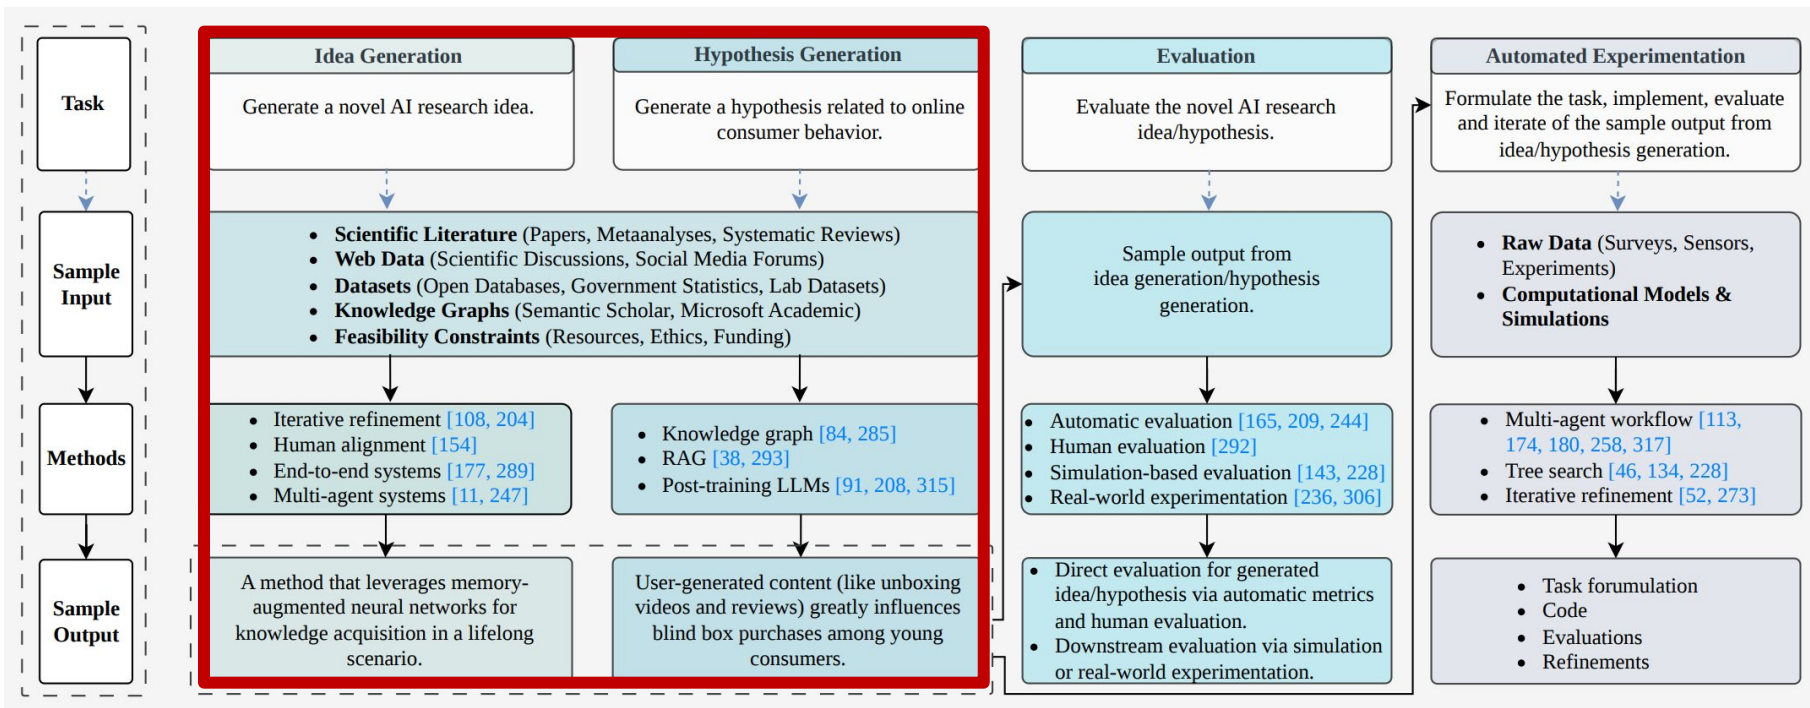 Task
Sample
Input
Methods
Sample
Output
Idea Generation
Generate a novel AI research idea.
Hypothesis Generation
Generate a hypothesis related to online
consumer behavior.
• Scientific Literature (Papers, Metaanalyses, Systematic Reviews)
• Web Data (Scientific Discussions, Social Media Forums)
• Datasets (Open Databases, Government Statistics, Lab Datasets)
• Knowledge Graphs (Semantic Scholar, Microsoft Academic)
• Feasibility Constraints (Resources, Ethics, Funding)
• Iterative refinement [108, 204]
• Human alignment [154]
• End-to-end systems [177, 289]
• Multi-agent systems [11, 247]
• Knowledge graph [84, 285]
• RAG [38, 293]
• Post-training LLMs [91, 208, 315]
A method that leverages memory-
augmented neural networks for
knowledge acquisition in a lifelong
scenario.
User-generated content (like unboxing
videos and reviews) greatly influences
blind box purchases among young
consumers.
Evaluation
Evaluate the novel AI research
idea/hypothesis.
Sample output from
idea generation/hypothesis
generation.
• Automatic evaluation [165, 209, 244]
• Human evaluation [292]
• Simulation-based evaluation [143, 228]
• Real-world experimentation [236, 306]
• Direct evaluation for generated
idea/hypothesis via automatic metrics
and human evaluation.
• Downstream evaluation via simulation
or real-world experimentation.
Automated Experimentation
Formulate the task, implement, evaluate
and iterate of the sample output from
idea/hypothesis generation.
• Raw Data (Surveys, Sensors,
Experiments)
• Computational Models &
Simulations
• Multi-agent workflow [113,
174, 180, 258, 317]
• Tree search [46, 134, 228]
• Iterative refinement [52, 273]
• Task forumulation
• Code
• Evaluations
• Refinements